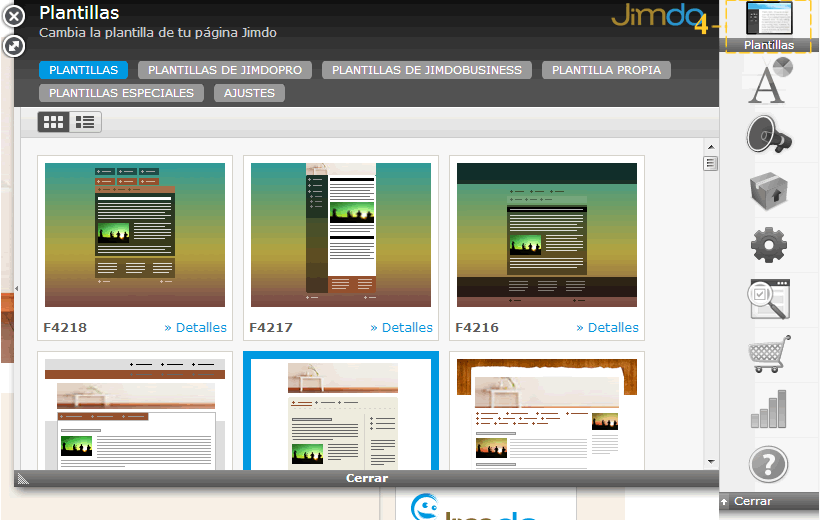 Plantillas
Cambia la plantilla de tu página Jimdo
Jimdo
4
Plantillas
PLANTILLAS PLANTILLAS DE JIMDOPRO PLANTILLAS DE JIMDOBUSINESS PLANTILLA PROPIA
PLANTILLAS ESPECIALES AJUSTES
F4218 » Detalles F4217 » Detalles F4216 » Detalles
Cerrar
Cerrar
Jimdo